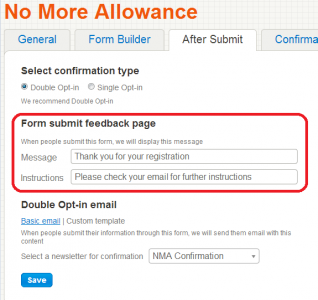 No More Allowance
General Form Builder After Submit Confirma
Select confirmation type
Double Opt-in Single Opt-in
We recommend Double Opt-in
Form submit feedback page
When people submit this form, we will display this message
Message Thank you for your registration
Instructions Please check your email for further instructions
Double Opt-in email
Basic email | Custom template
When people submit their information through this form, we will send them email with this
content
Select a newsletter for confirmation NMA Confirmation
Save